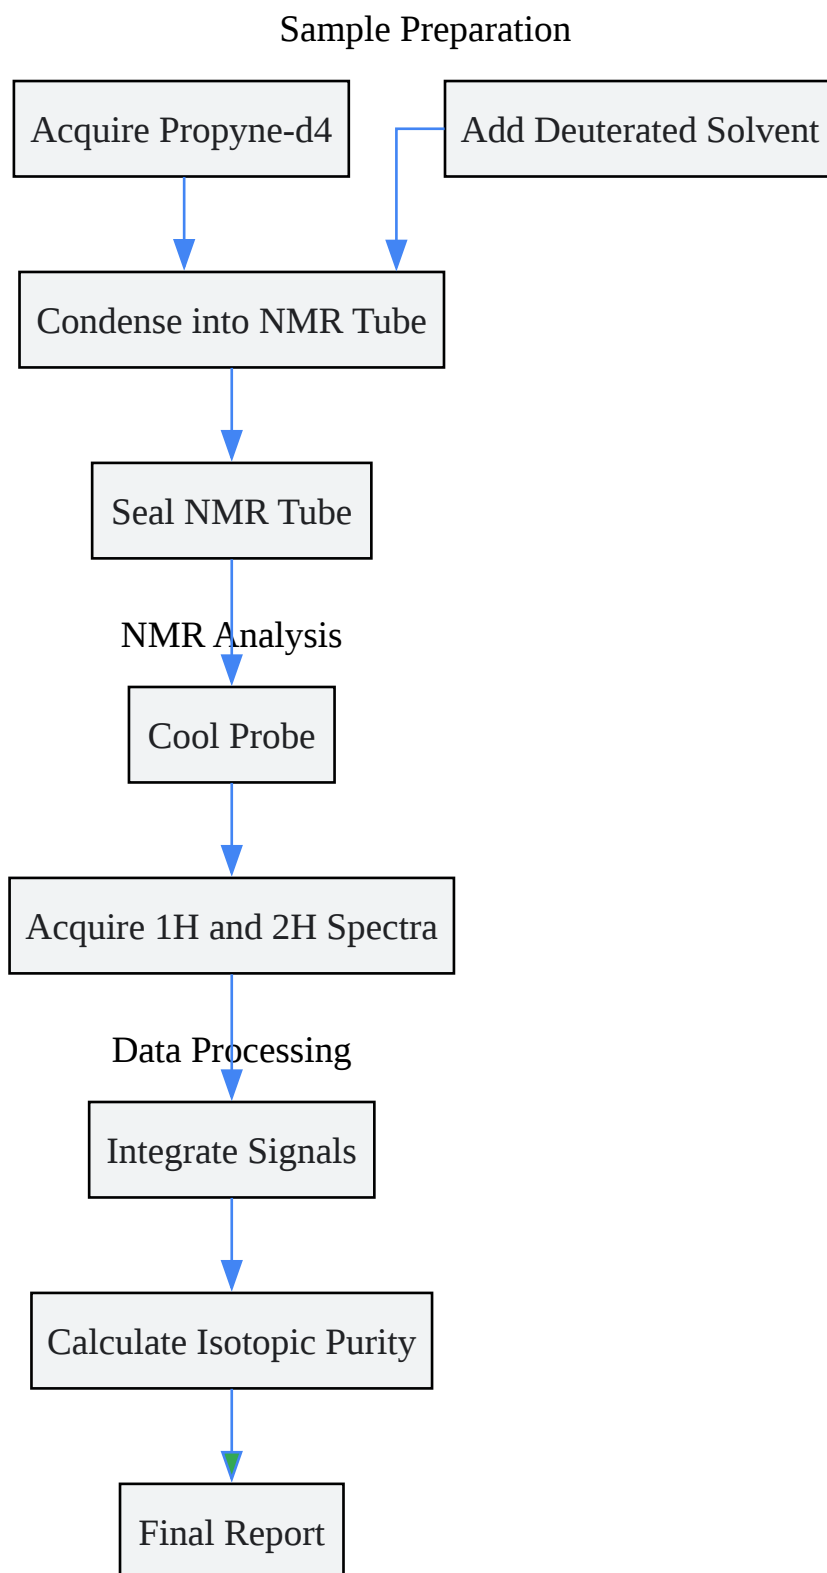 Sample Preparation
Acquire Propyne-d4
Add Deuterated Solvent
Condense into NMR Tube
Seal NMR Tube
NMR Analysis
Cool Probe
Acquire 1H and 2H Spectra
Data Processing
Integrate Signals
Calculate Isotopic Purity
Final Report